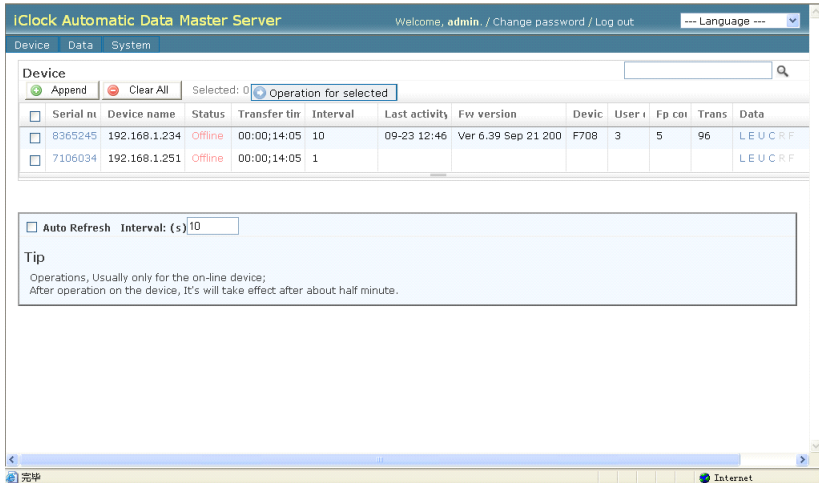 iClock Automatic Data Master Server Welcome, admin. / Change password / Log out --- Language ---
Device Data System
Device
Append Clear All Selected: 0 Operation for selected
Serial nu Device name Status Transfer tim Interval Last activity Fw version Devic User Fp cou Trans Data
8365245 192.168.1.234 Offline 00:00;14:05 10 09-23 12:46 Ver 6.39 Sep 21 200 F708 3 5 96 L E U C R F
7106034 192.168.1.251 Offline 00:00;14:05 1 L E U C R F
Auto Refresh Interval: (s) 10
Tip
Operations, Usually only for the on-line device;
After operation on the device, It's will take effect after about half minute.
完毕 Internet